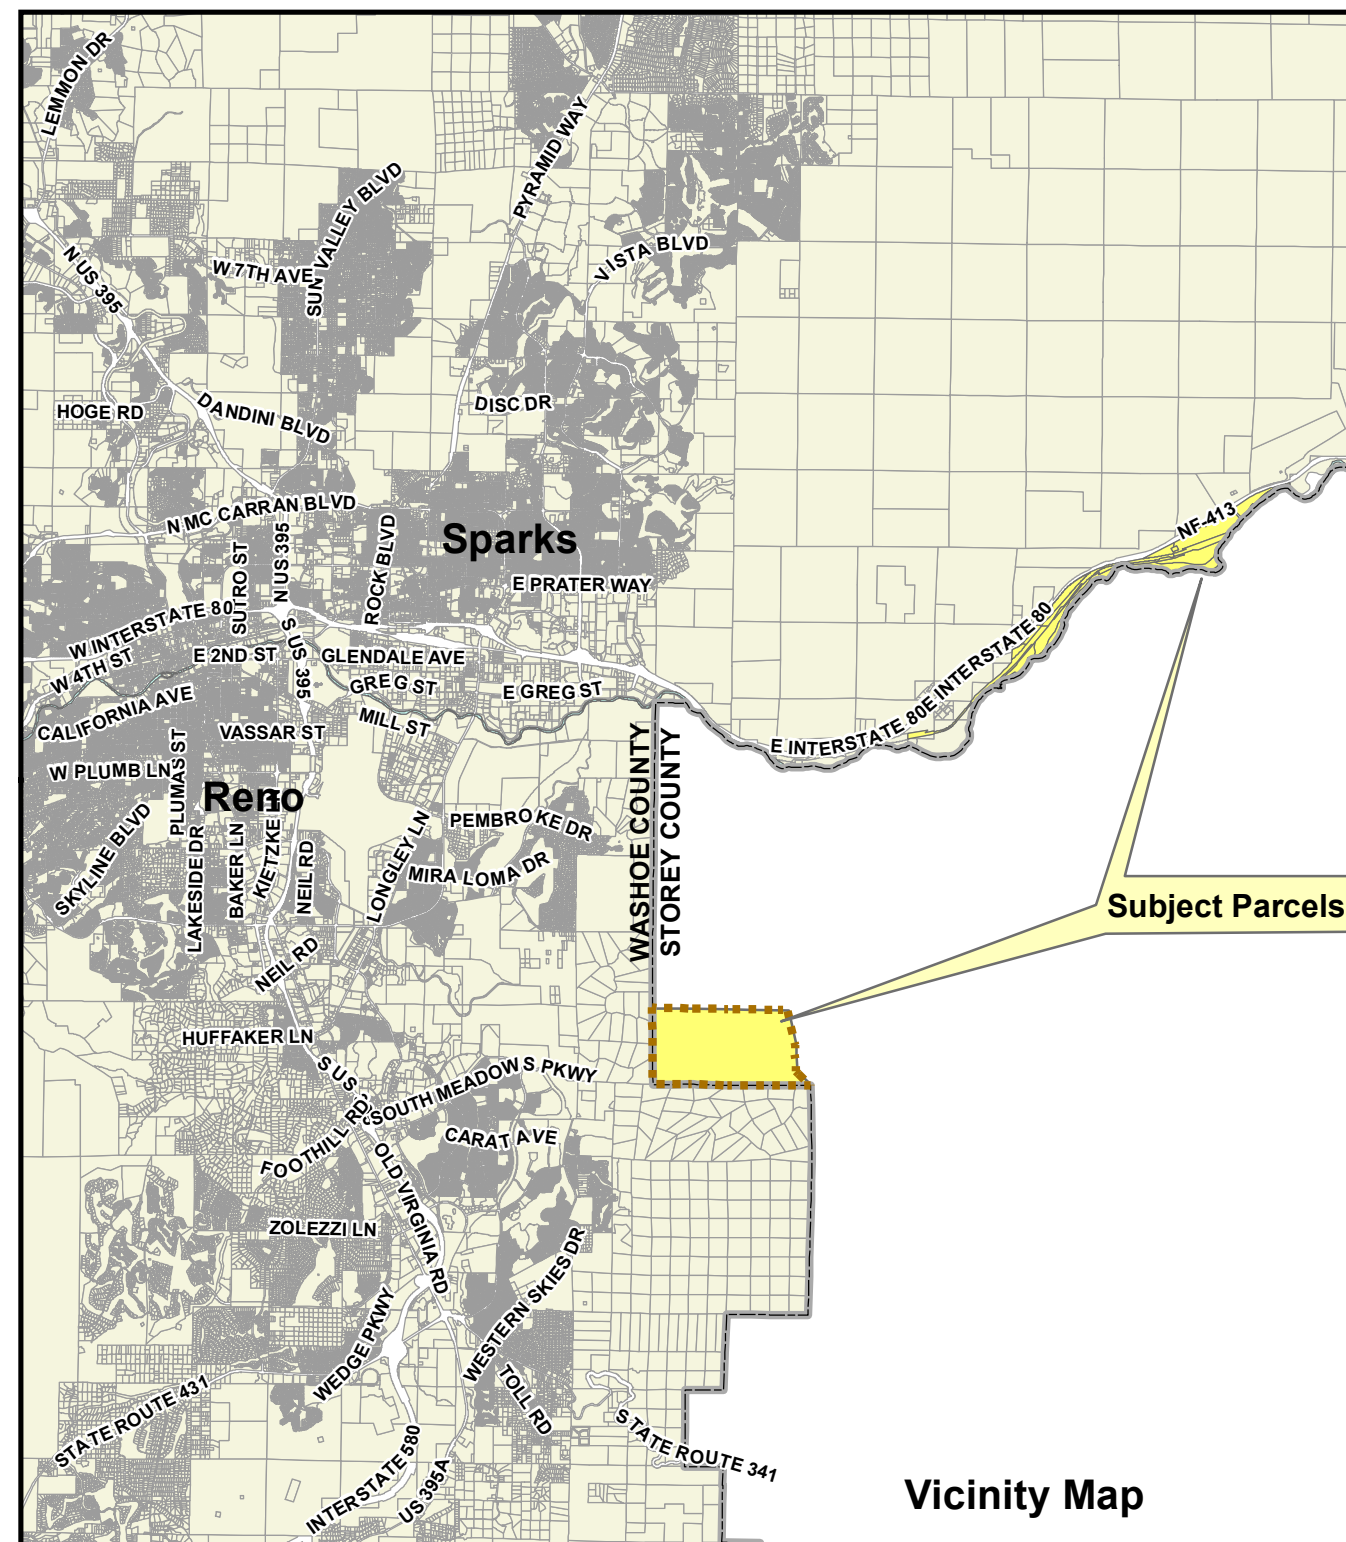 LEMMON DR
PYRAMID WAY
SUN VALLEY BLVD
W 7TH AVE
VISTA BLVD
N US 395
HOGE RD
DANDINI BLVD
DISC DR
N MC CARRAN BLVD
Sparks
NF-413
N US 395
ROCK BLVD
SUTRO ST
E PRATER WAY
W INTERSTATE 80
W 4TH ST
E 2ND ST
S US 395
GLENDALE AVE
GREG ST
E GREG ST
E INTERSTATE 80
E INTERSTATE 80
CALIFORNIA AVE
VASSAR ST
MILL ST
WASHOE COUNTY
STOREY COUNTY
W PLUMB LN
PLUMAS ST
Reno
SKYLINE BLVD
LAKESIDE DR
BAKER LN
KIETZKE LN
NEIL RD
LONGLEY LN
PEMBROKE DR
MIRA LOMA DR
Subject Parcels
NEIL RD
HUFFAKER LN
S US
SOUTH MEADOWS PKWY
FOOTHILL RD
CARAT AVE
OLD VIRGINIA RD
ZOLEZZI LN
WESTERN SKIES DR
WEDGE PKWY
TOLL RD
STATE ROUTE 431
STATE ROUTE 341
INTERSTATE 580
US 395A
Vicinity Map